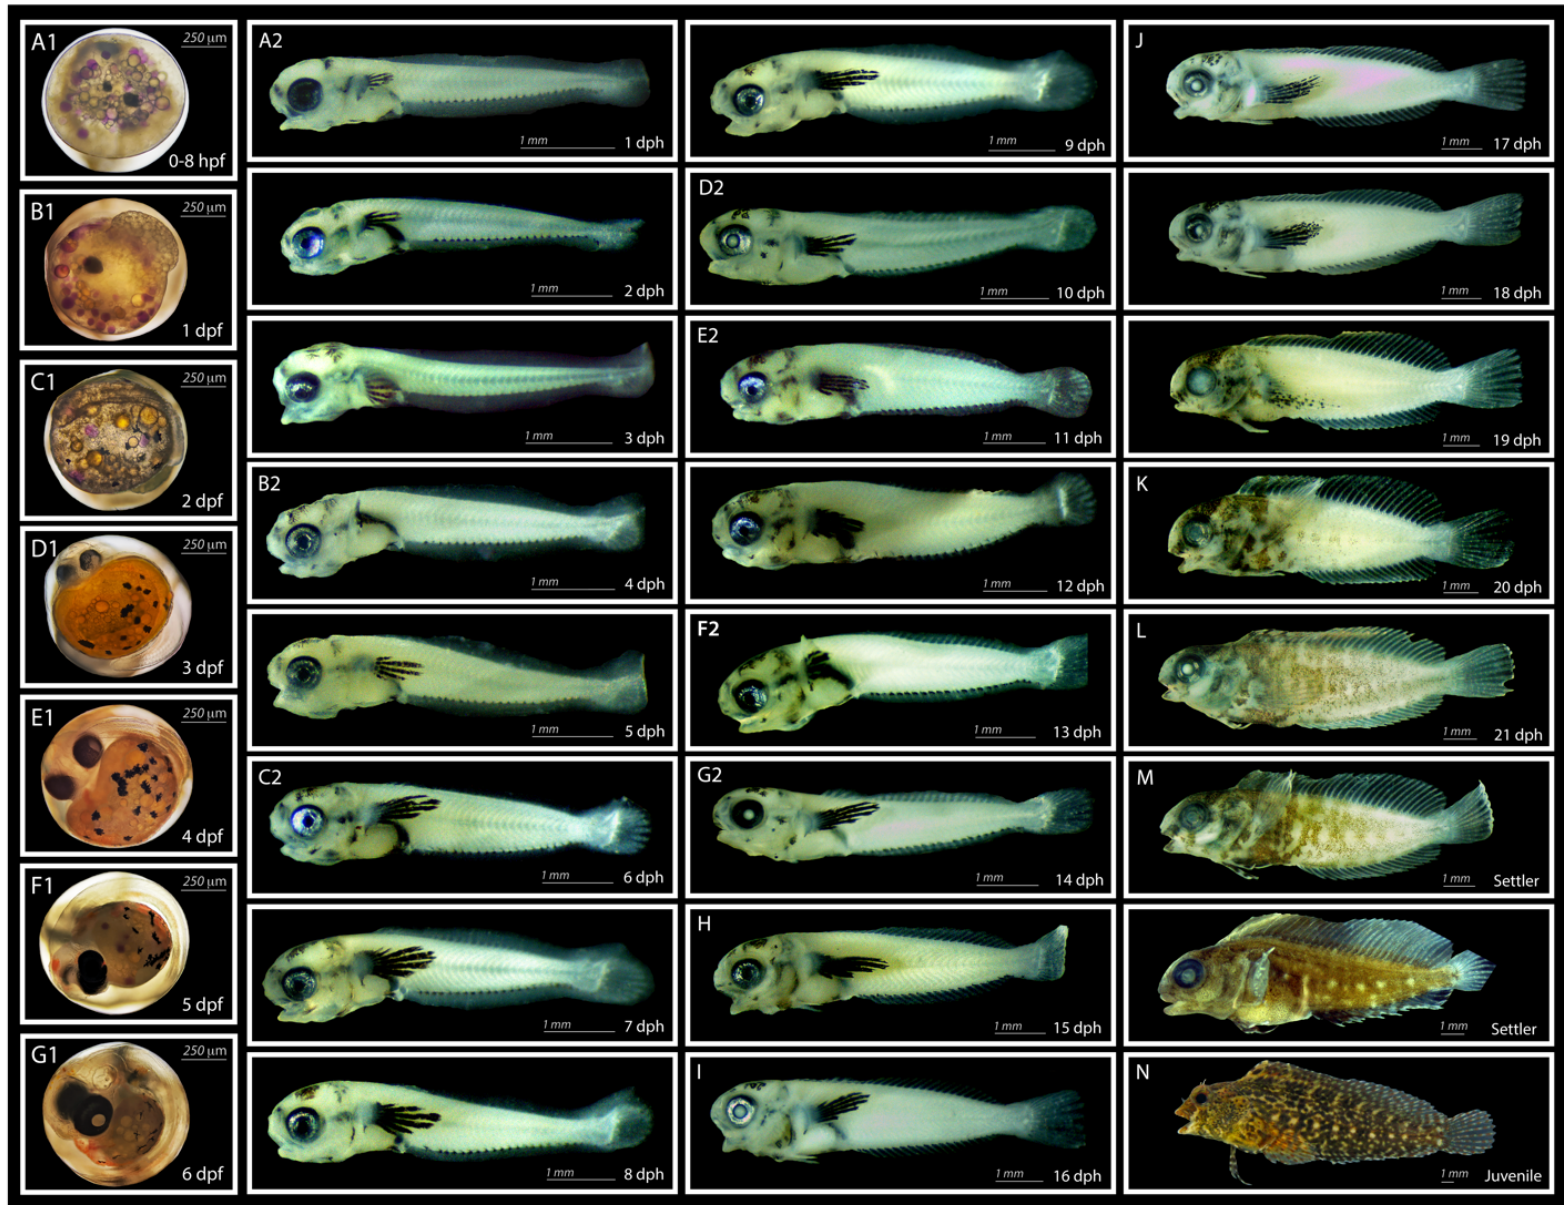 A1
250 µm
0-8 hpf
B1
250 µm
1 dpf
C1
250 µm
2 dpf
D1
250 µm
3 dpf
E1
250 µm
4 dpf
F1
250 µm
5 dpf
G1
250 µm
6 dpf
A2
1 mm
1 dph
1 mm
2 dph
1 mm
3 dph
B2
1 mm
4 dph
1 mm
5 dph
C2
1 mm
6 dph
1 mm
7 dph
1 mm
8 dph
1 mm
9 dph
D2
1 mm
10 dph
E2
1 mm
11 dph
1 mm
12 dph
F2
1 mm
13 dph
G2
1 mm
14 dph
H
1 mm
15 dph
I
1 mm
16 dph
J
1 mm
17 dph
1 mm
18 dph
1 mm
19 dph
K
1 mm
20 dph
L
1 mm
21 dph
M
1 mm
Settler
1 mm
Settler
N
1 mm
Juvenile